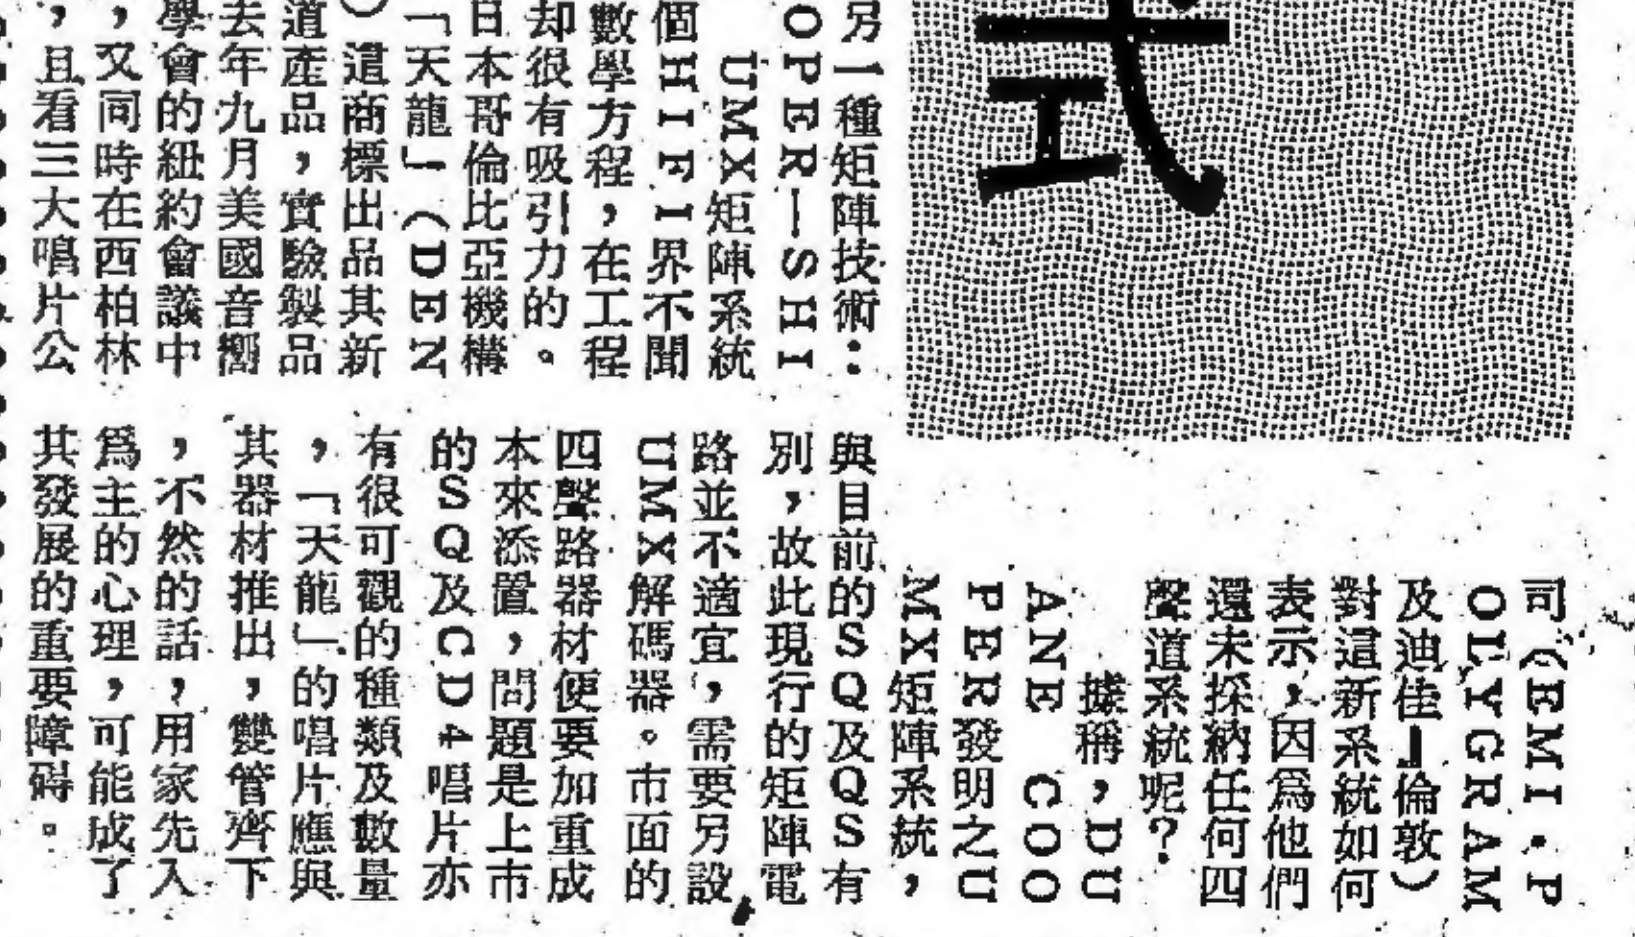 式
另一種矩陣技術：
OPER—SHI
UMX矩陣系統
個HIFI界不聞
數學方程，在工程
却很有吸引力的。
日本哥倫比亞機構
「天龍」（DEN
）這商標出品其新
道產品，實驗製品
去年九月美國音響
學會的紐約會議中
，又同時在西柏林
，且看三大唱片公
司（EMI．P
OLYGRAM
及迪佳—倫敦）
對這新系統如何
表示，因爲他們
還未採納任何四
聲道系統呢？
據稱，DU
ANE COO
PER發明之U
MX矩陣系統，
與目前的SQ及QS有
別，故此現行的矩陣電
路並不適宜，需要另設
UMX解碼器。市面的
四聲路器材便要加重成
本來添置，問題是上市
的SQ及CD4唱片亦
有很可觀的種類及數量
，「天龍」的唱片應與
其器材推出，雙管齊下
，不然的話，用家先入
爲主的心理，可能成了
其發展的重要障碍。